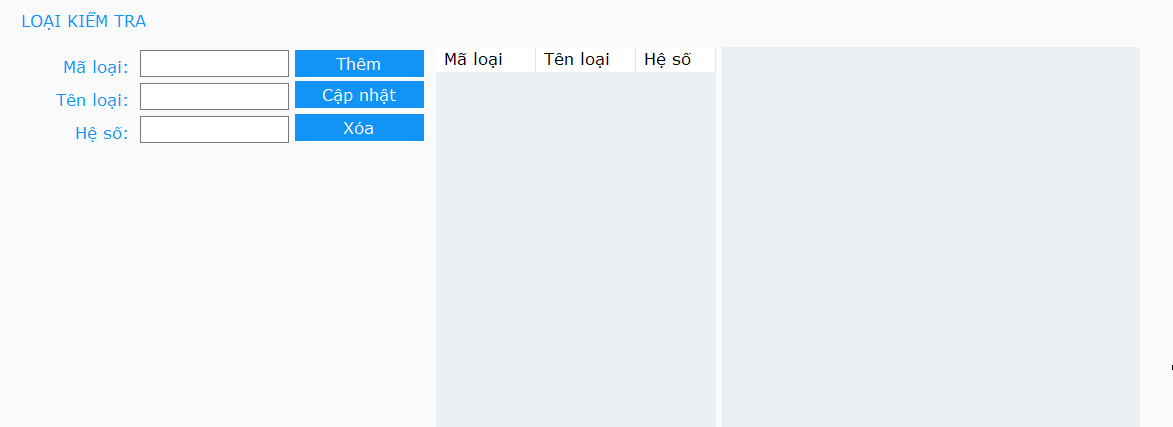 LOẠI KIỂM TRA
Mã loại:
Thêm
Tên loại:
Cập nhật
Hệ số:
Xóa
Mã loại Tên loại Hệ số